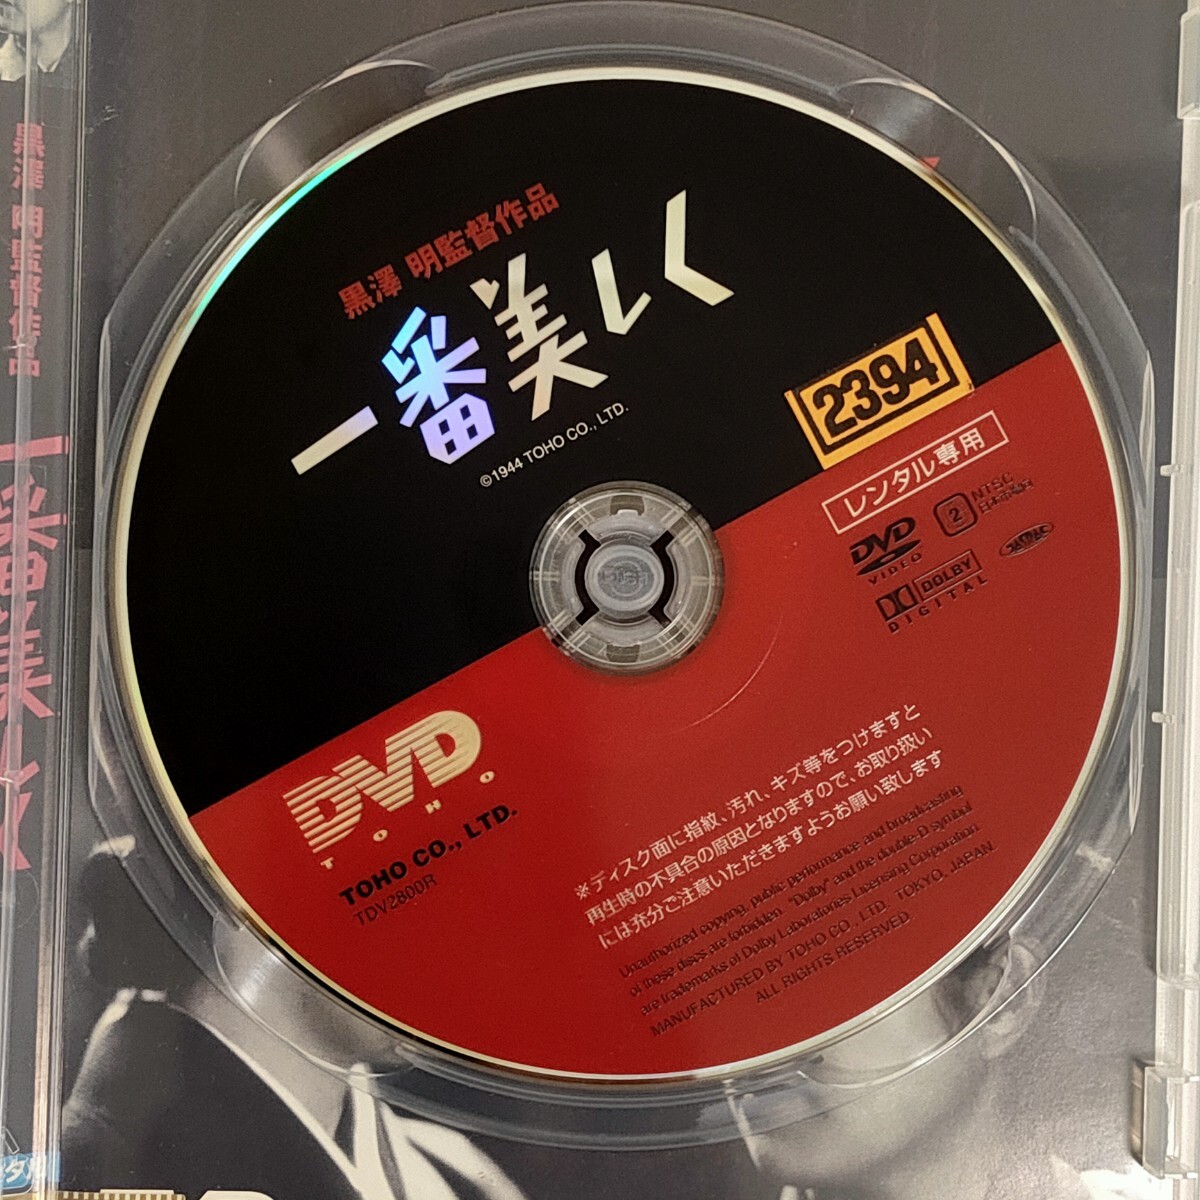 黒澤 明監督作品
一番美しく
©1944 TOHO CO., LTD.
2394
レンタル専用
DVD
VIDEO
2
NTSC
日本市場向
DOLBY
DIGITAL
JASRAC
DVD
TOHO
TOHO CO., LTD.
TDV2800R
※ディスク面に指紋、汚れ、キズ等をつけますと
再生時の不具合の原因となりますので、お取り扱い
には充分ご注意いただきますようお願い致します
Unauthorized copying, public performance and broadcasting
of these discs are forbidden. "Dolby" and the double-D symbol
are trademarks of Dolby Laboratories Licensing Corporation
MANUFACTURED BY TOHO CO., LTD. TOKYO, JAPAN
ALL RIGHTS RESERVED
黒澤 明監督作品
一番美しく